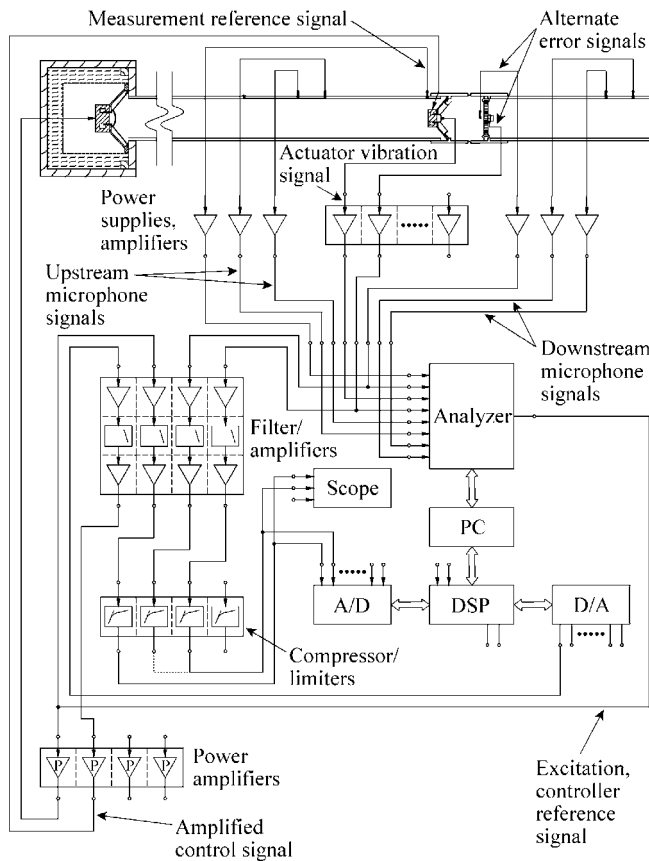 Measurement reference signal
Alternate
error signals
Actuator vibration
signal
Power
supplies,
amplifiers
Upstream
microphone
signals
Downstream
microphone
signals
Analyzer
Filter/
amplifiers
Scope
PC
A/D
DSP
D/A
Compressor/
limiters
Power
amplifiers
P P P P
Excitation,
controller
reference
signal
Amplified
control signal